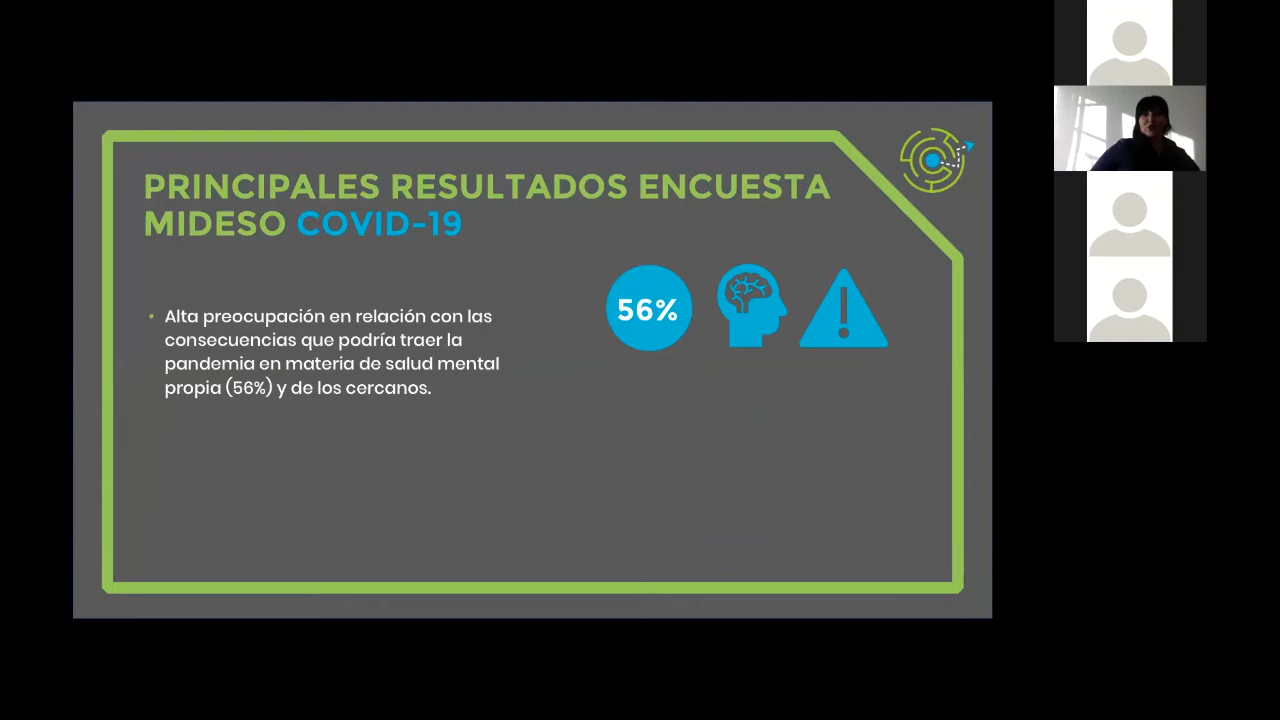 PRINCIPALES RESULTADOS ENCUESTA
MIDESO COVID-19
• Alta preocupación en relación con las
consecuencias que podría traer la
pandemia en materia de salud mental
propia (56%) y de los cercanos.
56%